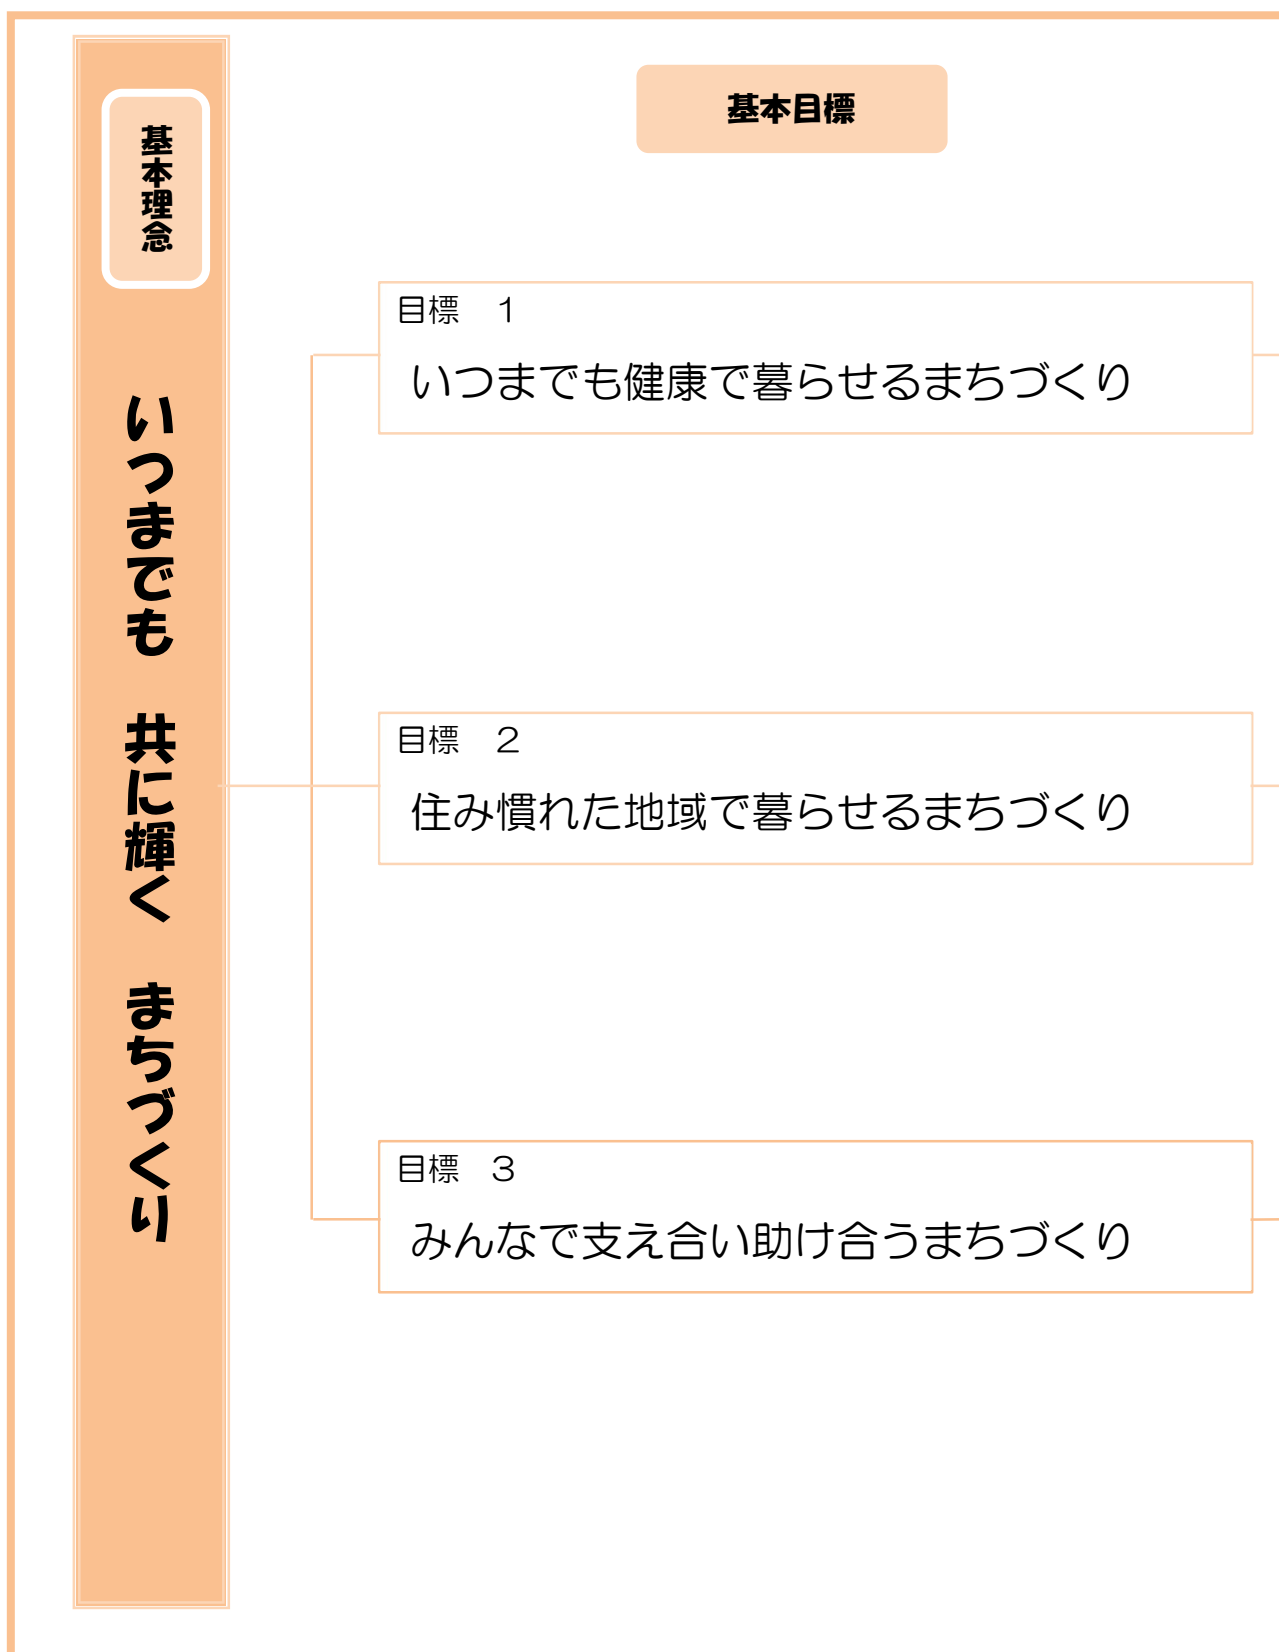 基本理念
いつまでも　共に輝く　まちづくり
基本目標
目標　１
いつまでも健康で暮らせるまちづくり
目標　２
住み慣れた地域で暮らせるまちづくり
目標　３
みんなで支え合い助け合うまちづくり